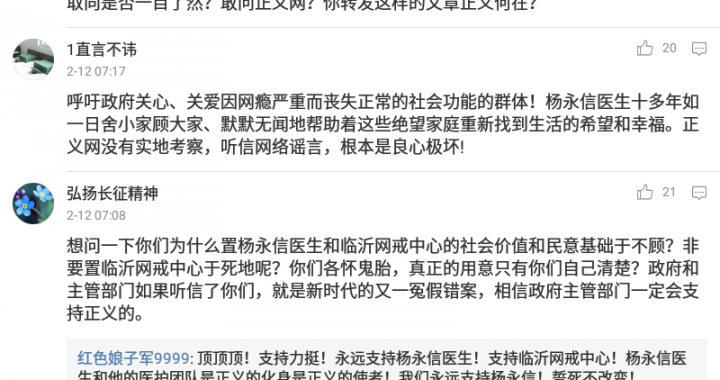 敢问是否一目了然？敢问正义网？你转发这样的文章正义何在？
1直言不讳
20
2-12 07:17
呼吁政府关心、关爱因网瘾严重而丧失正常的社会功能的群体！杨永信医生十多年如
一日舍小家顾大家、默默无闻地帮助着这些绝望家庭重新找到生活的希望和幸福。正
义网没有实地考察，听信网络谣言，根本是良心极坏!
弘扬长征精神
21
2-12 07:08
想问一下你们为什么置杨永信医生和临沂网戒中心的社会价值和民意基础于不顾？非
要置临沂网戒中心于死地呢？你们各怀鬼胎，真正的用意只有你们自己清楚？政府和
主管部门如果听信了你们，就是新时代的又一冤假错案，相信政府主管部门一定会支
持正义的。
红色娘子军9999: 顶顶顶！支持力挺！永远支持杨永信医生！支持临沂网戒中心！杨永信医
生和他的医护团队是正义的化身是正义的使者！我们永远支持杨永信！誓死不改变！